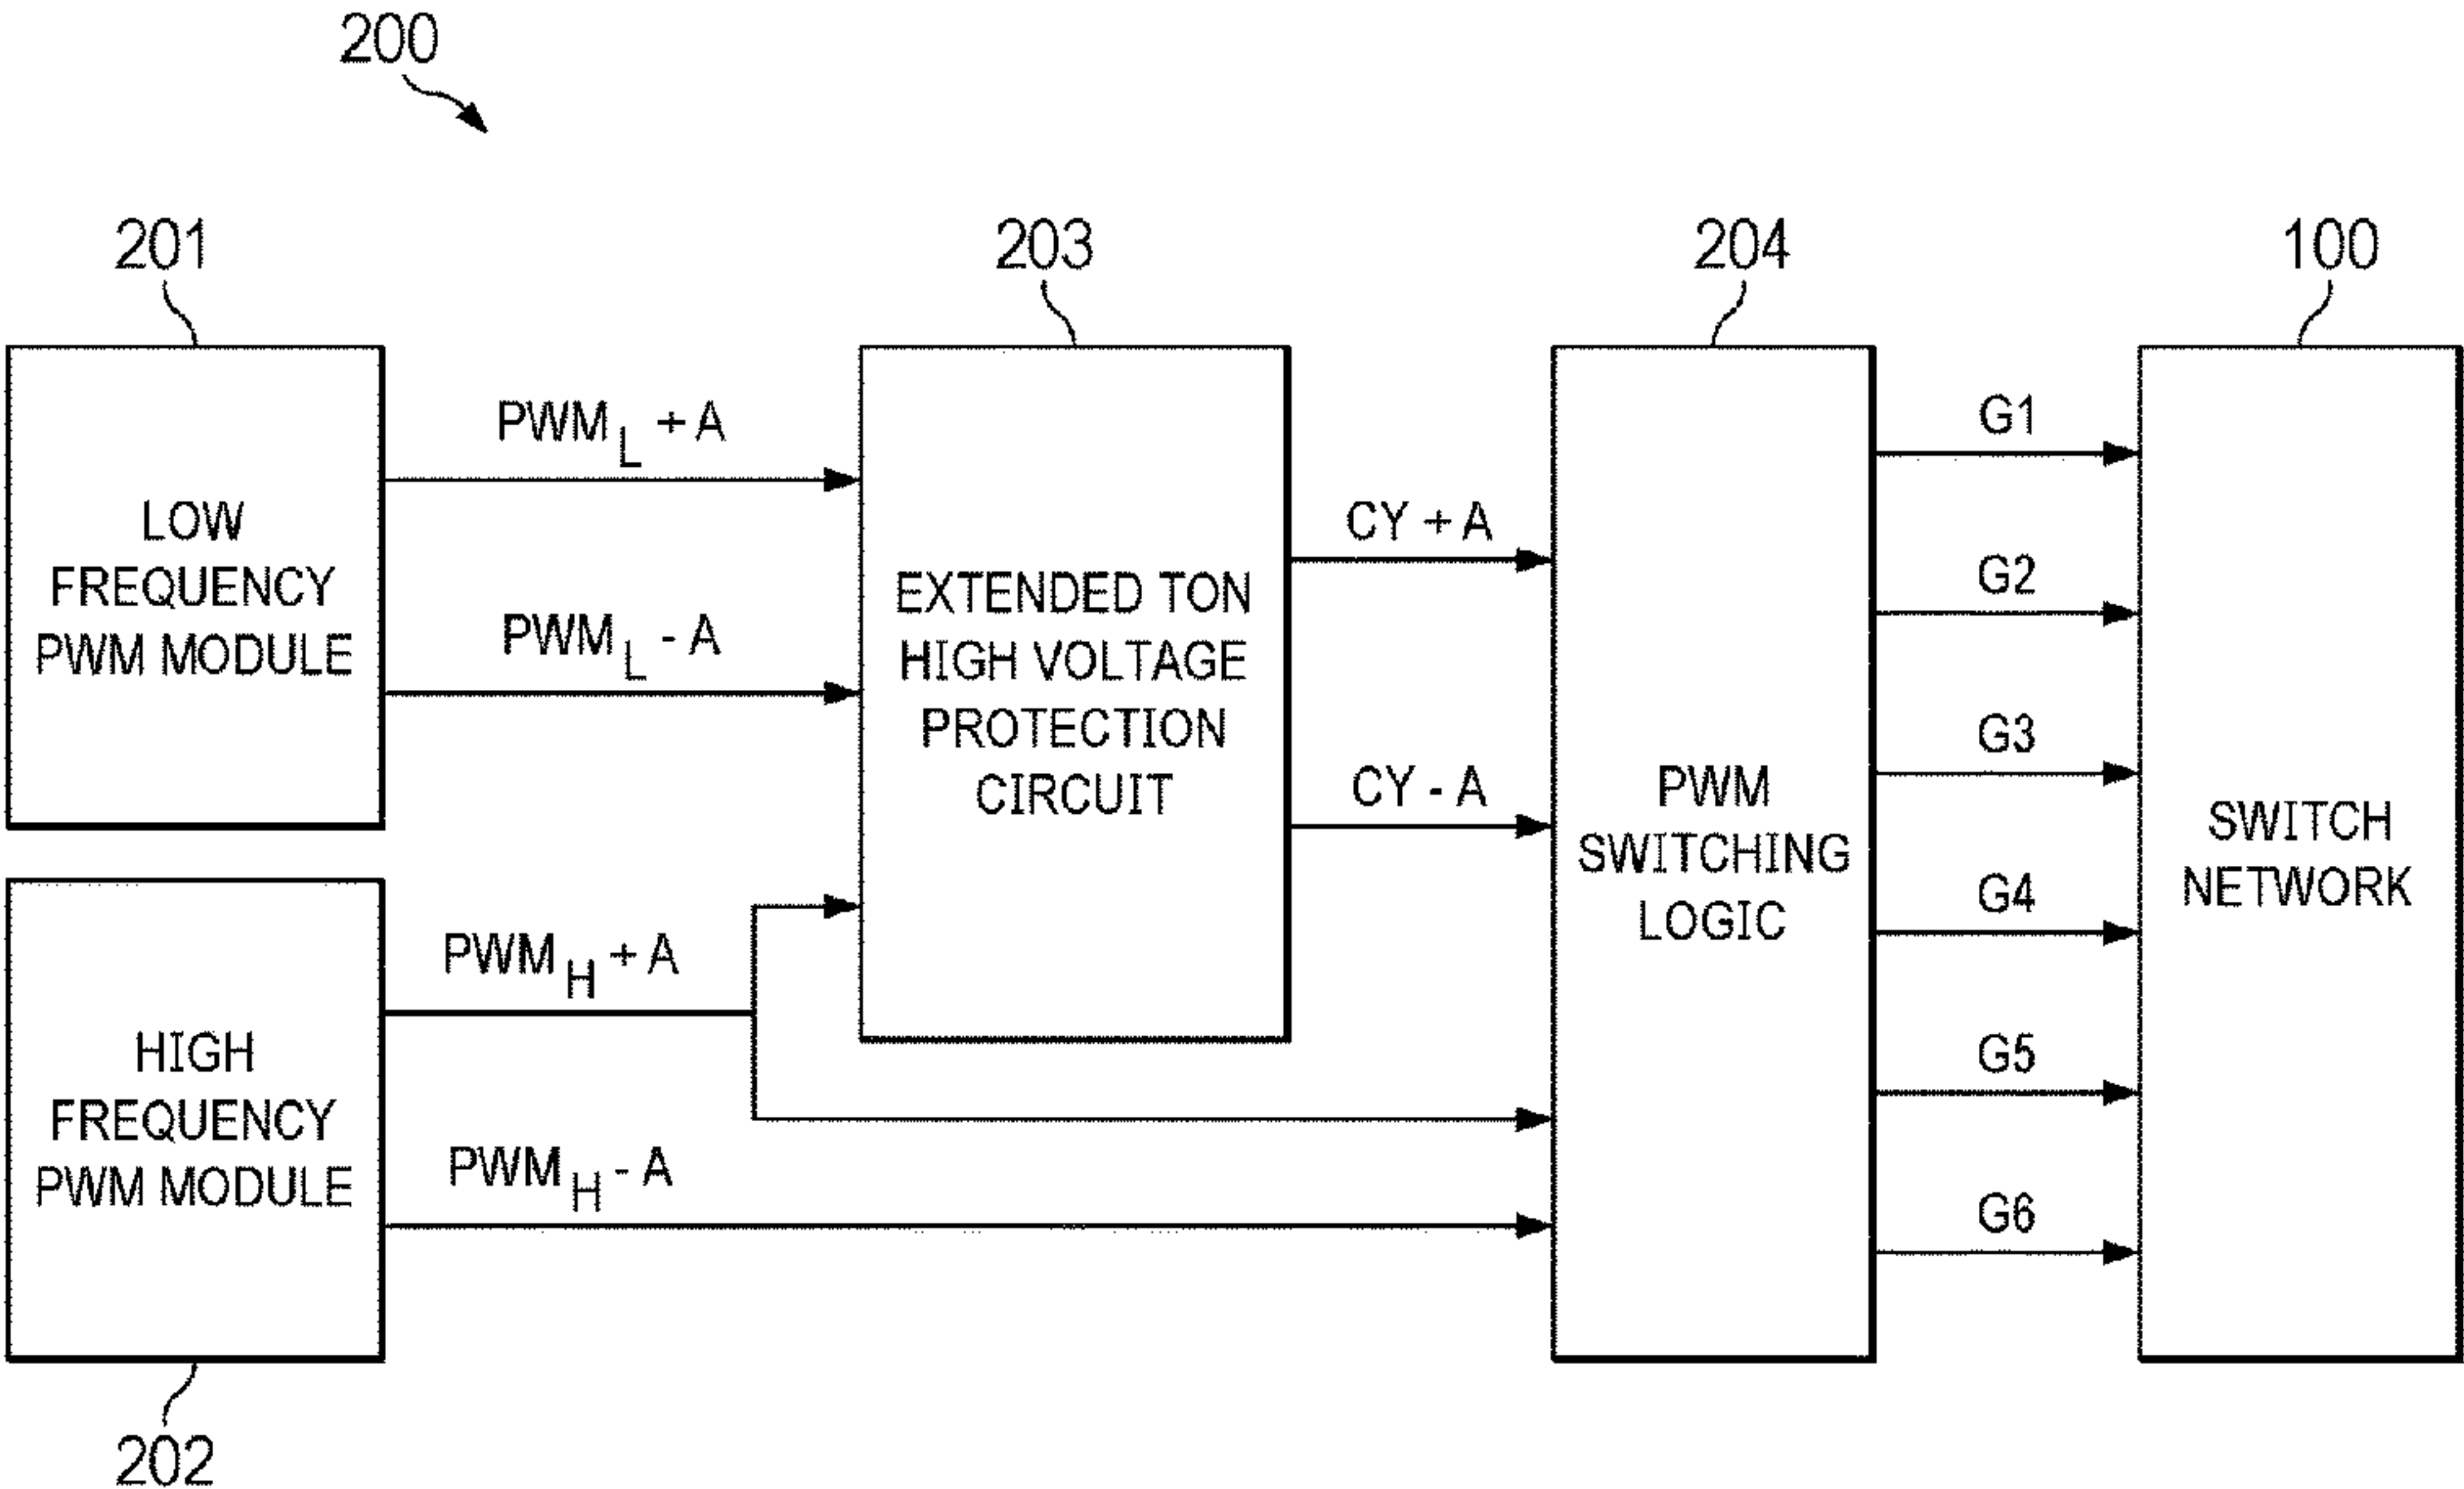 200
201
203
204
100
LOW
FREQUENCY
PWM MODULE
PWM L + A
PWM L - A
EXTENDED TON
HIGH VOLTAGE
PROTECTION
CIRCUIT
CY + A
CY - A
PWM
SWITCHING
LOGIC
G1
G2
G3
G4
G5
G6
SWITCH
NETWORK
HIGH
FREQUENCY
PWM MODULE
PWM H + A
PWM H - A
202